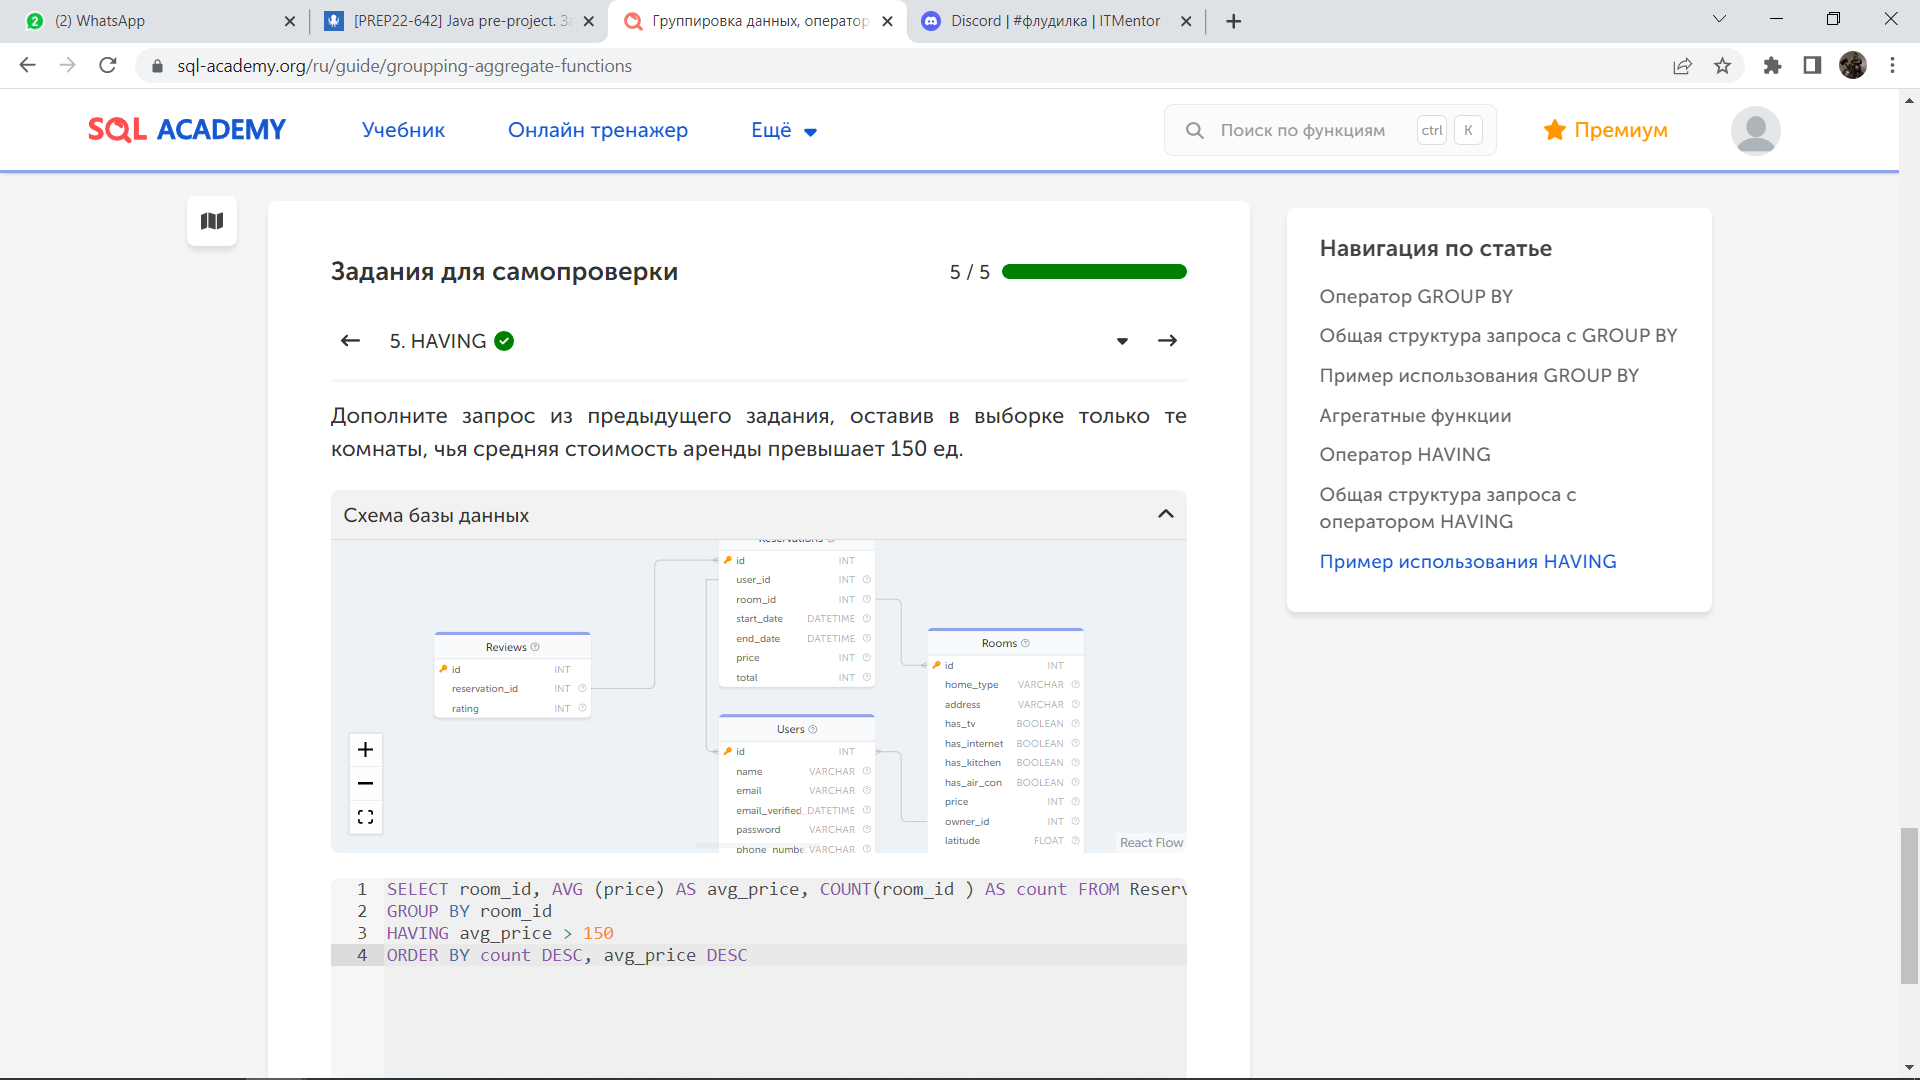 (2) WhatsApp
[PREP22-642] Java pre-project. За
Группировка данных, оператор
Discord | #флудилка | ITMentor
sql-academy.org/ru/guide/groupping-aggregate-functions
SQL ACADEMY
Учебник
Онлайн тренажер
Ещё
Поиск по функциям
ctrl
K
Премиум
Задания для самопроверки
5 / 5
5. HAVING
Дополните запрос из предыдущего задания, оставив в выборке только те
комнаты, чья средняя стоимость аренды превышает 150 ед.
Схема базы данных
Reservations
id INT
user_id INT
room_id INT
start_date DATETIME
end_date DATETIME
price INT
total INT
Reviews
id INT
reservation_id INT
rating INT
Users
id INT
name VARCHAR
email VARCHAR
email_verified_ DATETIME
password VARCHAR
phone_numbe VARCHAR
Rooms
id INT
home_type VARCHAR
address VARCHAR
has_tv BOOLEAN
has_internet BOOLEAN
has_kitchen BOOLEAN
has_air_con BOOLEAN
price INT
owner_id INT
latitude FLOAT
React Flow
1 SELECT room_id, AVG (price) AS avg_price, COUNT(room_id ) AS count FROM Reserv
2 GROUP BY room_id
3 HAVING avg_price > 150
4 ORDER BY count DESC, avg_price DESC
Навигация по статье
Оператор GROUP BY
Общая структура запроса с GROUP BY
Пример использования GROUP BY
Агрегатные функции
Оператор HAVING
Общая структура запроса с
оператором HAVING
Пример использования HAVING